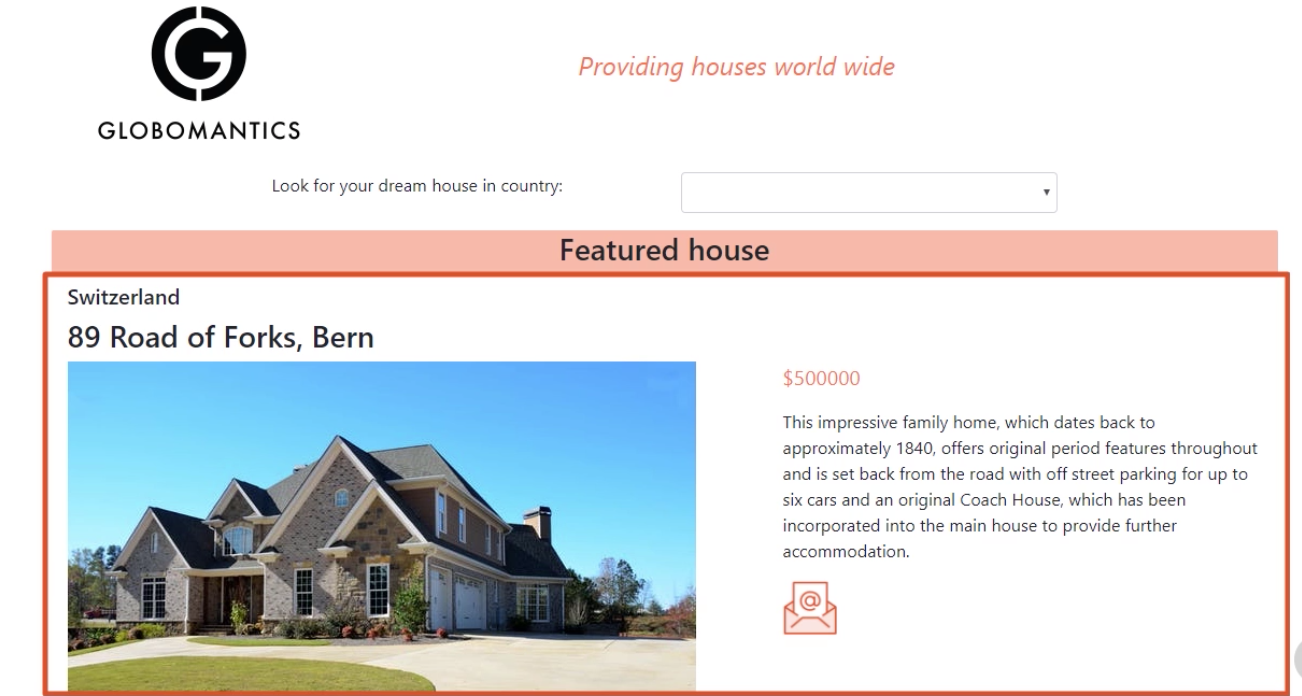 Providing houses world wide
GLOBOMANTICS
Look for your dream house in country:
Featured house
Switzerland
89 Road of Forks, Bern
$500000
This impressive family home, which dates back to
approximately 1840, offers original period features throughout
and is set back from the road with off street parking for up to
six cars and an original Coach House, which has been
incorporated into the main house to provide further
accommodation.
@